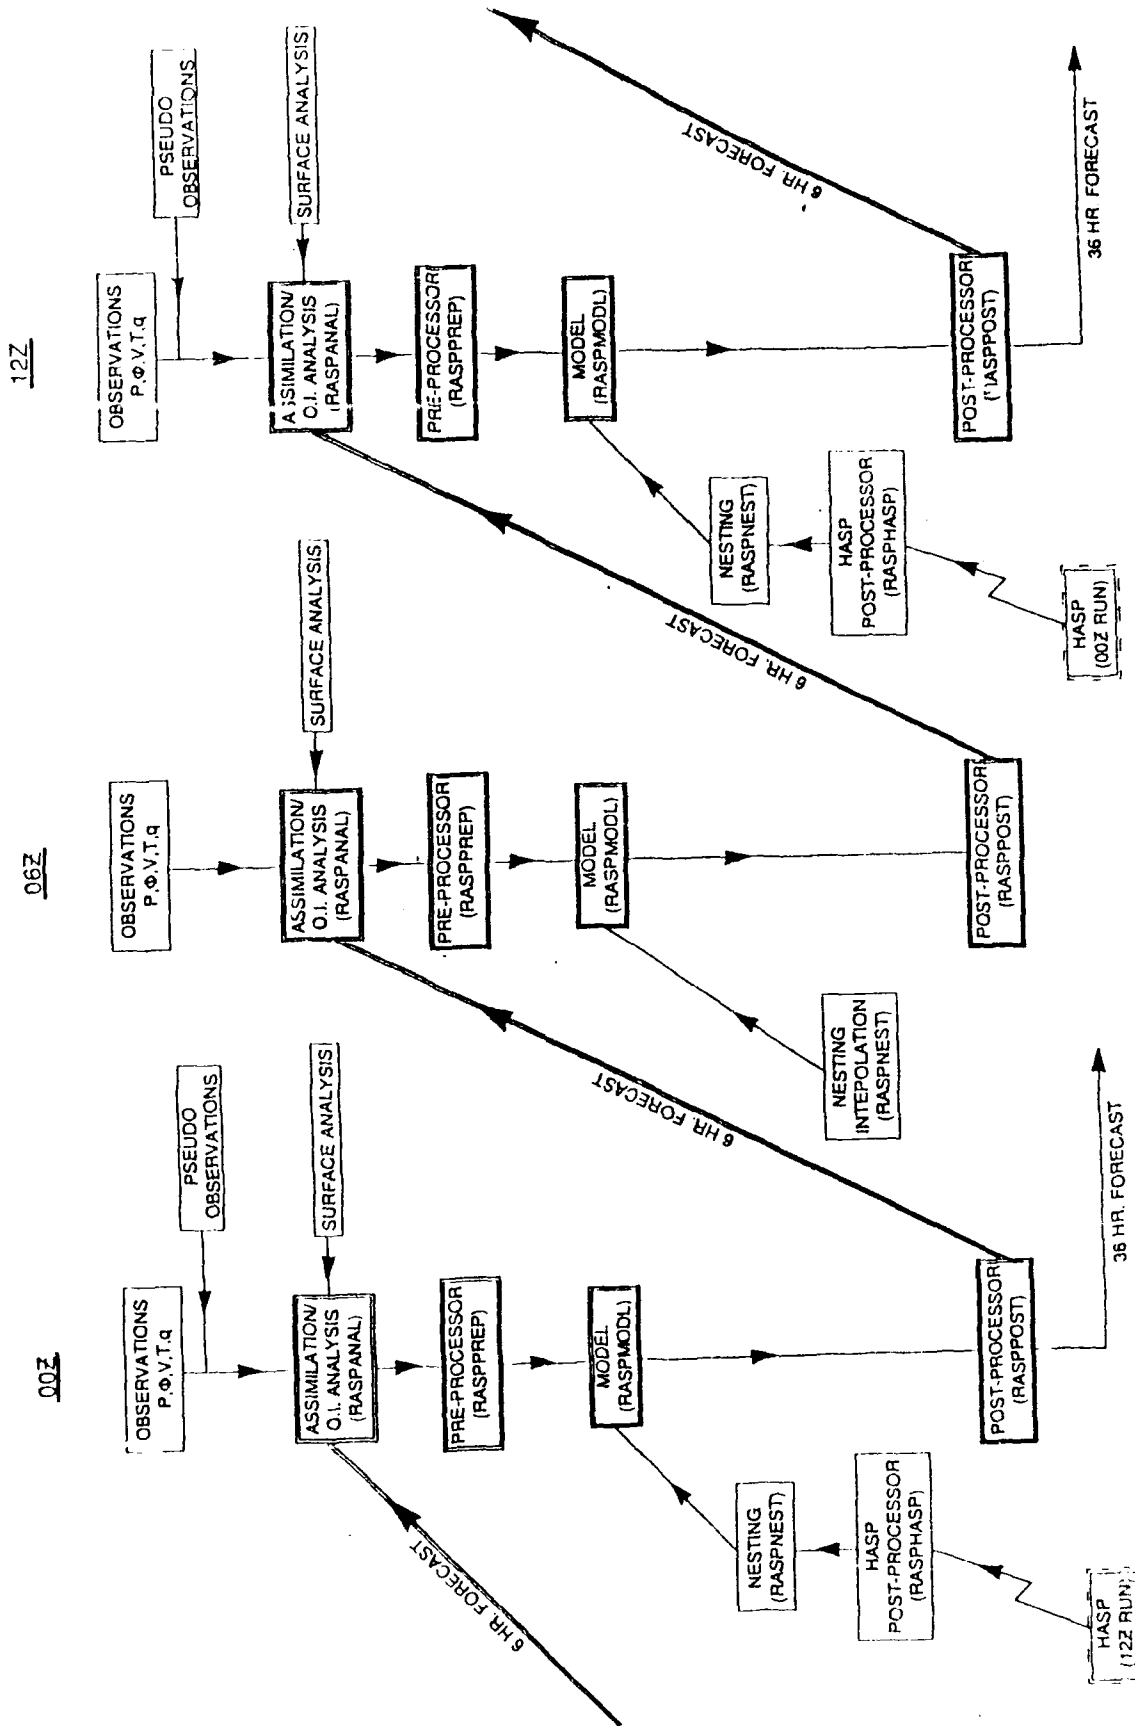 00Z
OBSERVATIONS
P,Φ,V,T,q
PSEUDO
OBSERVATIONS
ASSIMILATION/
O.I. ANALYSIS
(RASPANAL)
SURFACE ANALYSIS
6 HR. FORECAST
PRE-PROCESSOR
(RASPPREP)
MODEL
(RASPMODL)
NESTING
(RASPNEST)
HASP
POST-PROCESSOR
(RASPHASP)
HASP
(12Z RUN)
POST-PROCESSOR
(RASPPOST)
36 HR. FORECAST
6 HR. FORECAST
06Z
OBSERVATIONS
P,Φ,V,T,q
ASSIMILATION/
O.I. ANALYSIS
(RASPANAL)
SURFACE ANALYSIS
PRE-PROCESSOR
(RASPPREP)
MODEL
(RASPMODL)
NESTING
INTEPOLATION
(RASPNEST)
POST-PROCESSOR
(RASPPOST)
6 HR. FORECAST
12Z
OBSERVATIONS
P,Φ,V,T,q
PSEUDO
OBSERVATIONS
ASSIMILATION/
O.I. ANALYSIS
(RASPANAL)
SURFACE ANALYSIS
PRE-PROCESSOR
(RASPPREP)
MODEL
(RASPMODL)
NESTING
(RASPNEST)
HASP
POST-PROCESSOR
(RASPHASP)
HASP
(00Z RUN)
POST-PROCESSOR
36 HR. FORECAST
6 HR. FORECAST